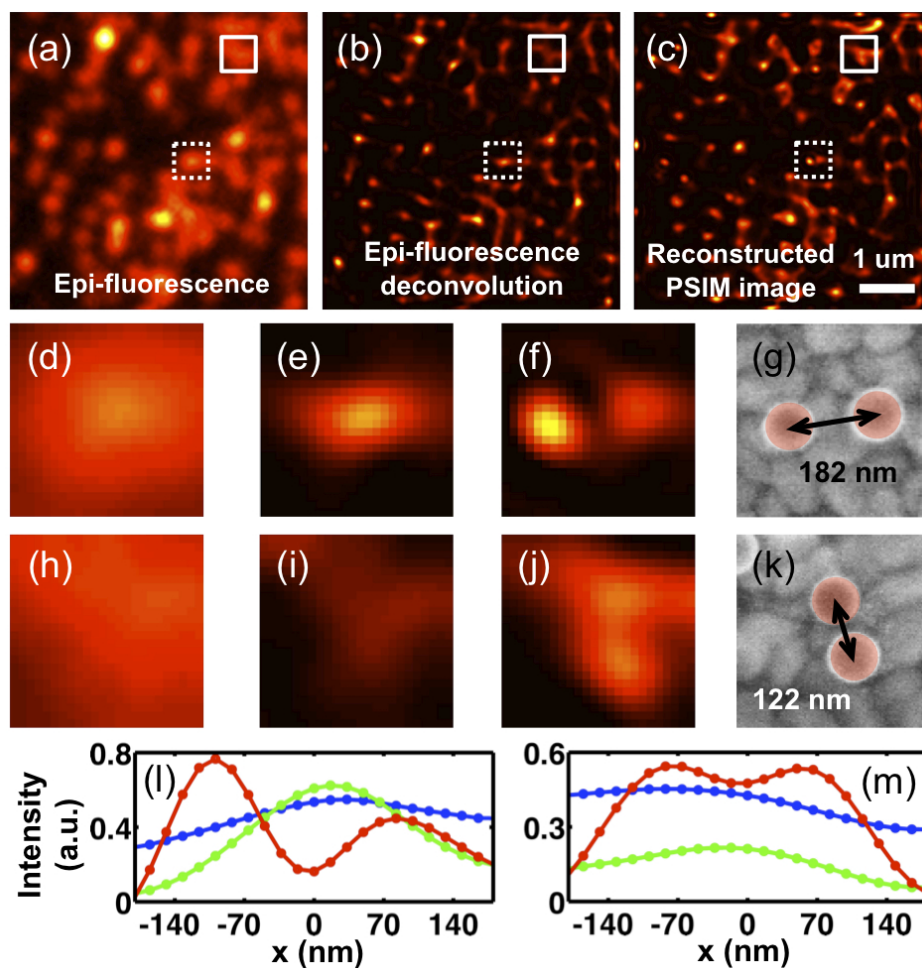 (a)
(b)
(c)
Epi-fluorescence
Epi-fluorescence
deconvolution
Reconstructed
PSIM image
1 um
(d)
(e)
(f)
(g)
182 nm
(h)
(i)
(j)
(k)
122 nm
Intensity
(a.u.)
0.8
0.4
0
(l)
-140
-70
0
70
140
x (nm)
0.6
0.3
0
(m)
-140
-70
0
70
140
x (nm)